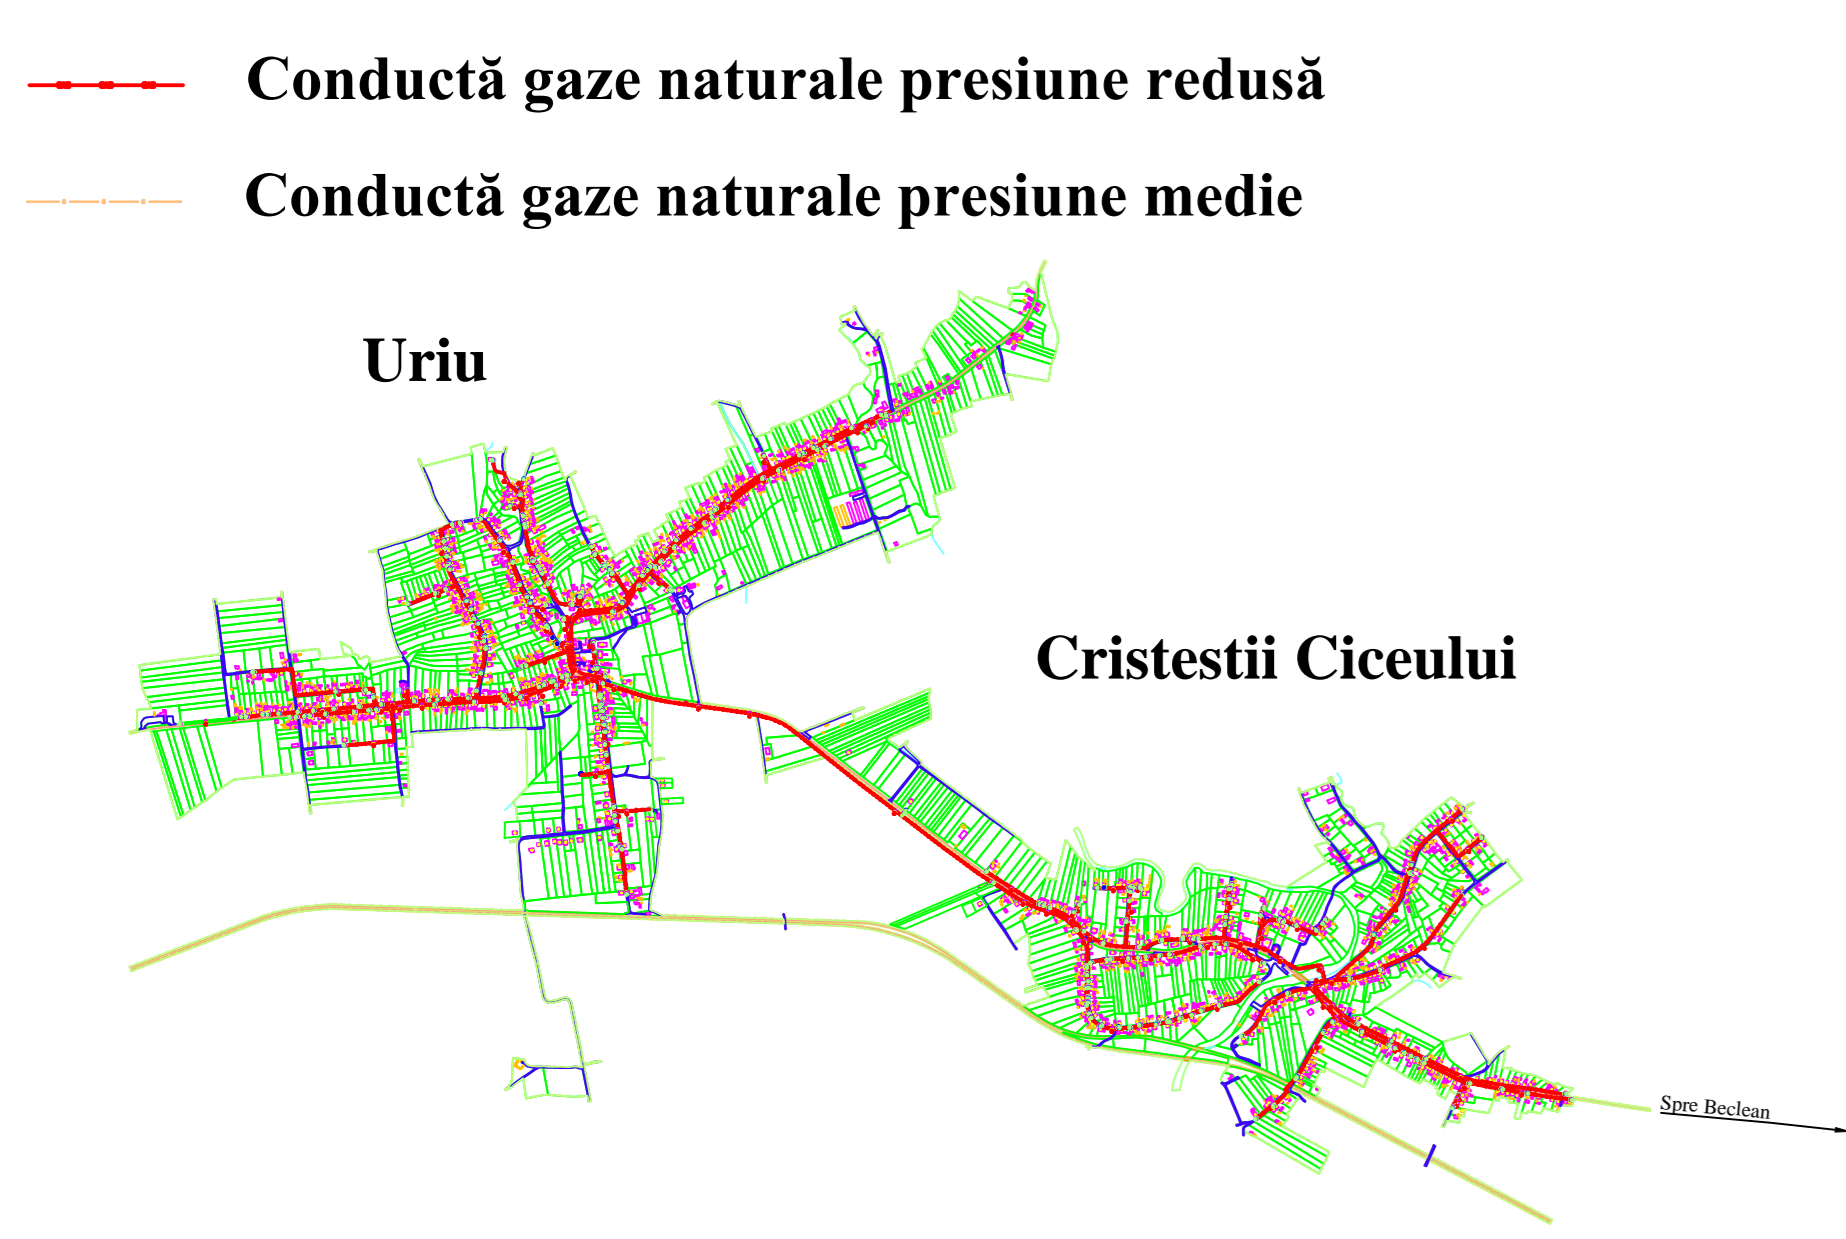 Conductă gaze naturale presiune redusă
Conductă gaze naturale presiune medie
Uriu
Cristestii Ciceului
Spre Beclean